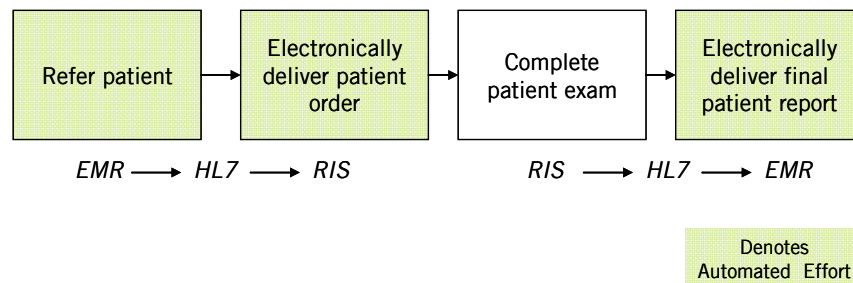 Refer patient
Electronically
deliver patient
order
Complete
patient exam
Electronically
deliver final
patient report
EMR HL7 RIS
RIS HL7 EMR
Denotes
Automated Effort